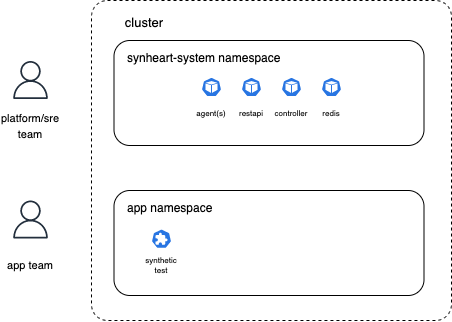 cluster
synheart-system namespace
agent(s)
restapi
controller
redis
platform/sre
team
app namespace
synthetic
test
app team